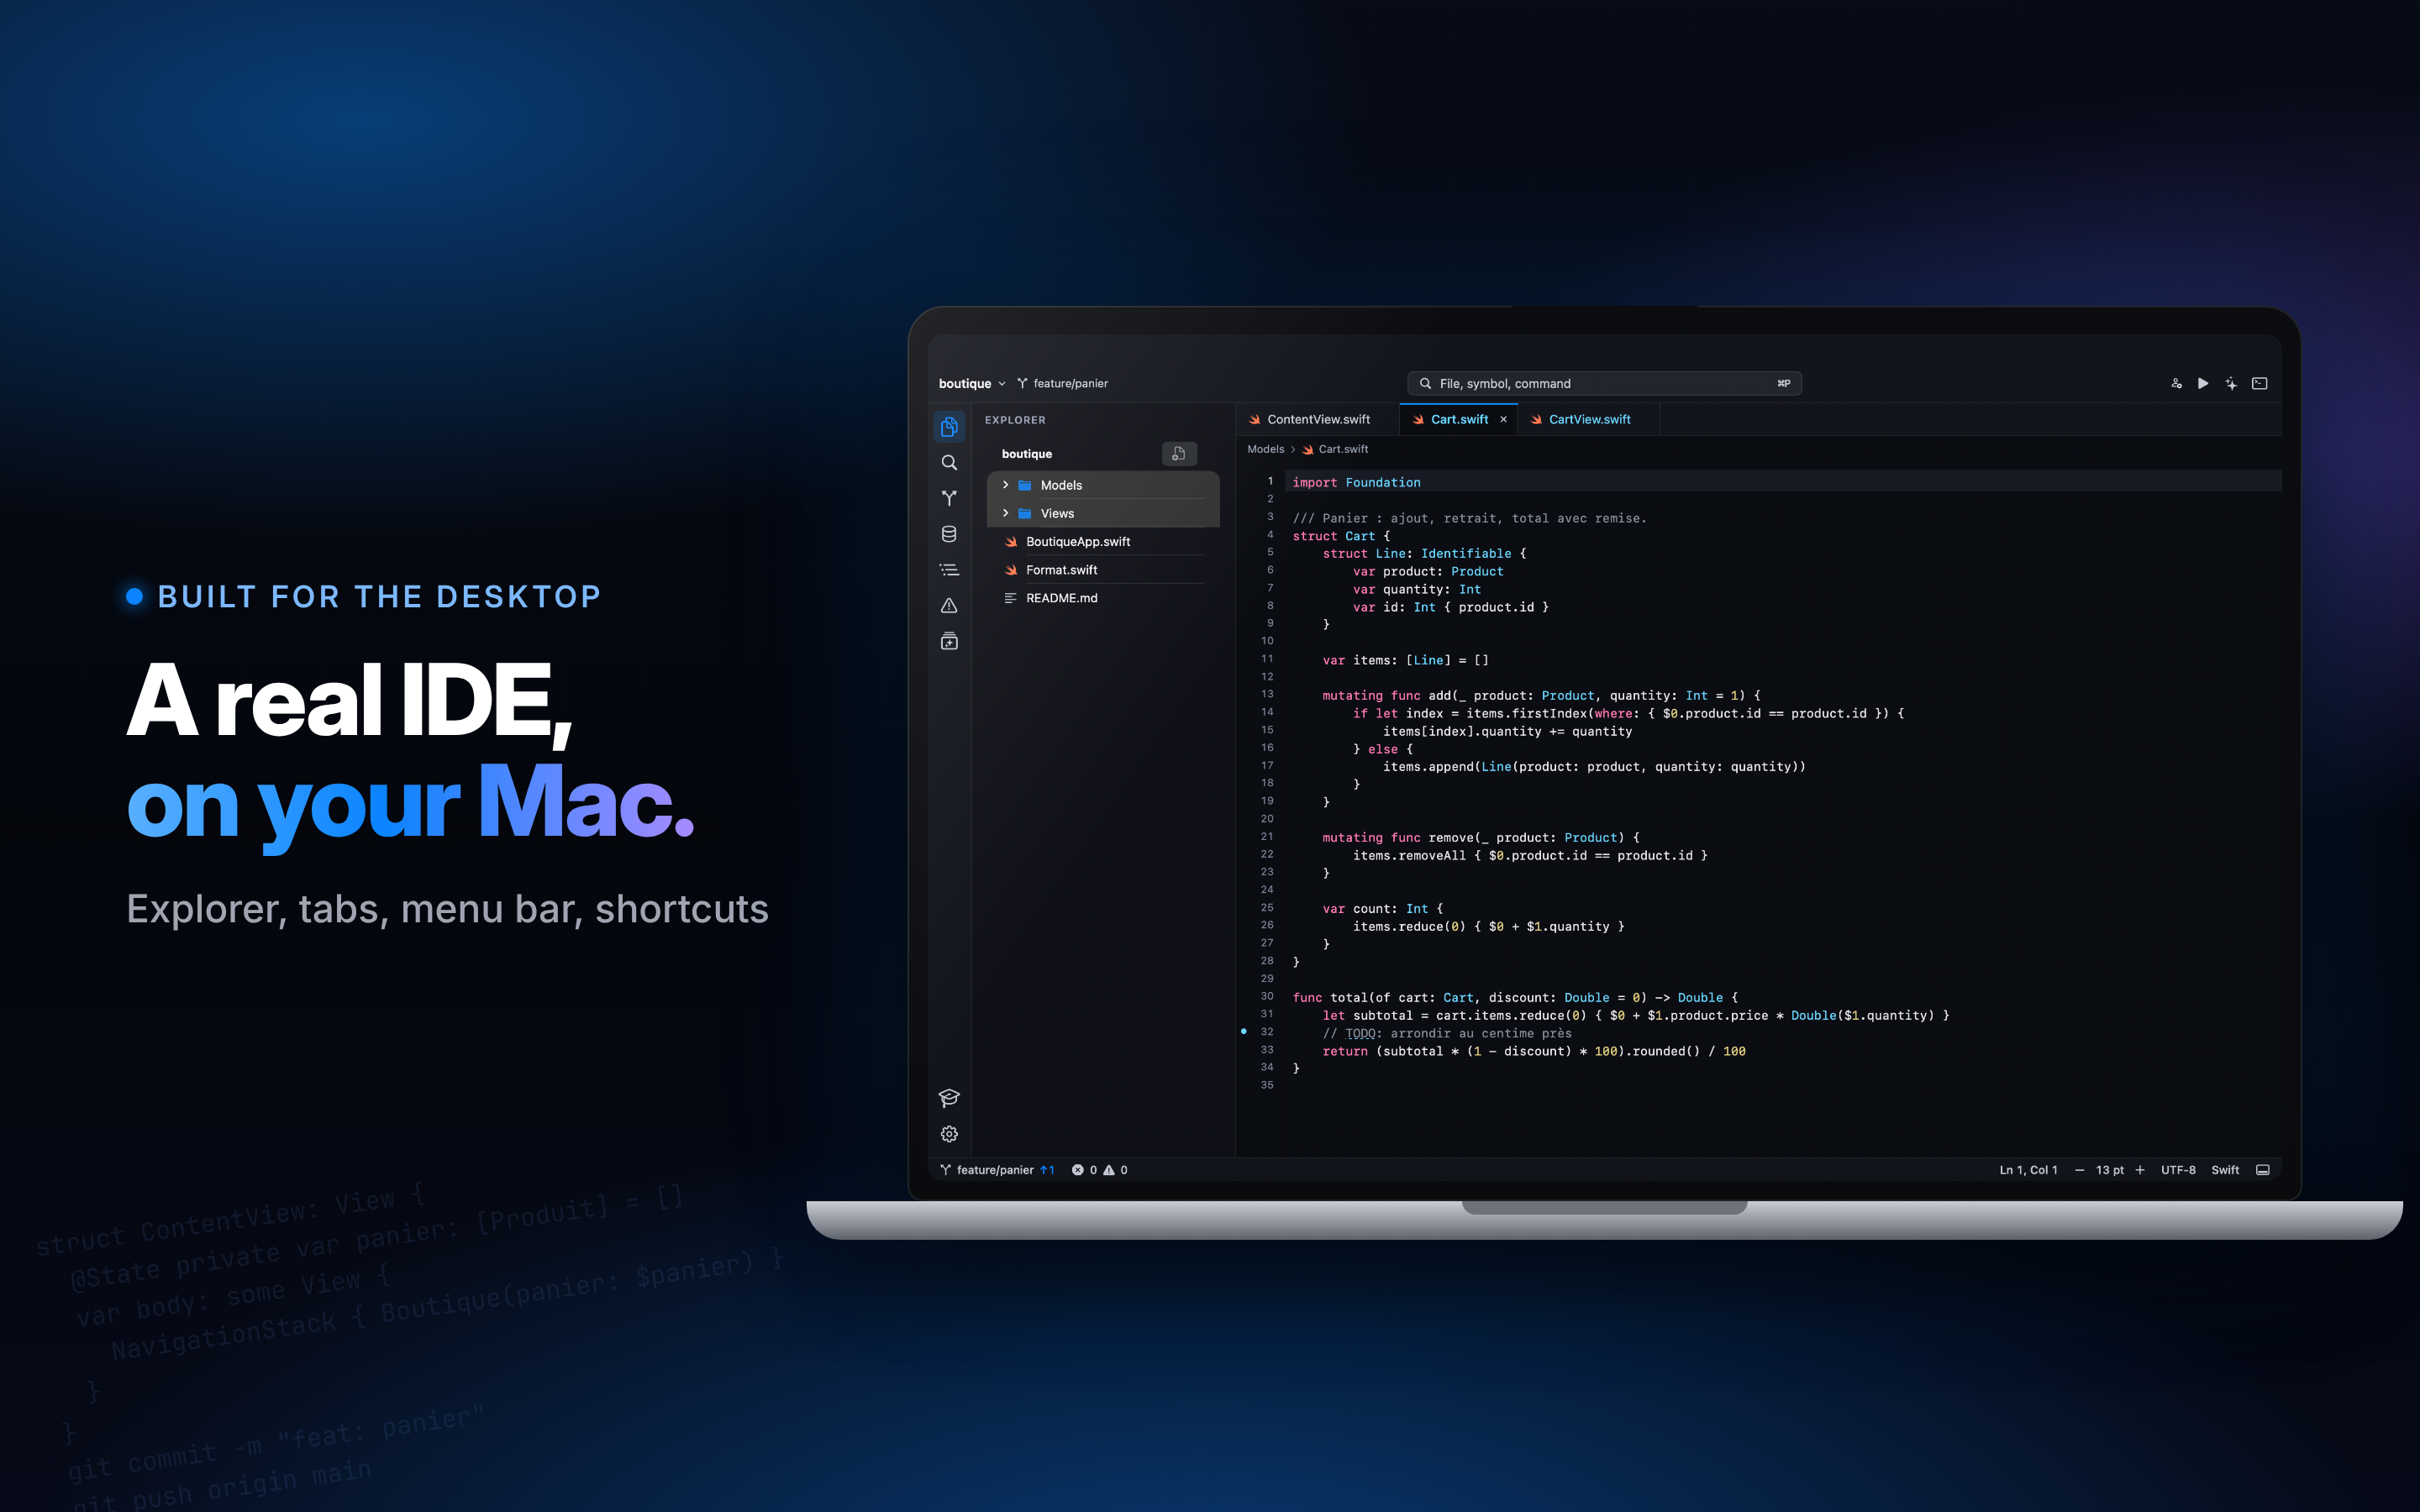 BUILT FOR THE DESKTOP
A real IDE,
on your Mac.
Explorer, tabs, menu bar, shortcuts
boutique feature/panier
File, symbol, command ⌘P
EXPLORER
boutique
Models
Views
BoutiqueApp.swift
Format.swift
README.md
ContentView.swift Cart.swift × CartView.swift
Models > Cart.swift
1 import Foundation
2
3 /// Panier : ajout, retrait, total avec remise.
4 struct Cart {
5 struct Line: Identifiable {
6 var product: Product
7 var quantity: Int
8 var id: Int { product.id }
9 }
10
11 var items: [Line] = []
12
13 mutating func add(_ product: Product, quantity: Int = 1) {
14 if let index = items.firstIndex(where: { $0.product.id == product.id }) {
15 items[index].quantity += quantity
16 } else {
17 items.append(Line(product: product, quantity: quantity))
18 }
19 }
20
21 mutating func remove(_ product: Product) {
22 items.removeAll { $0.product.id == product.id }
23 }
24
25 var count: Int {
26 items.reduce(0) { $0 + $1.quantity }
27 }
28 }
29
30 func total(of cart: Cart, discount: Double = 0) -> Double {
31 let subtotal = cart.items.reduce(0) { $0 + $1.product.price * Double($1.quantity) }
32 // TODO: arrondir au centime près
33 return (subtotal * (1 - discount) * 100).rounded() / 100
34 }
35
feature/panier ↑1 0 0
Ln 1, Col 1 − 13 pt + UTF-8 Swift
struct ContentView: View {
@State private var panier: [Produit] = []
var body: some View {
NavigationStack { Boutique(panier: $panier) }
}
}
git commit -m "feat: panier"
git push origin main